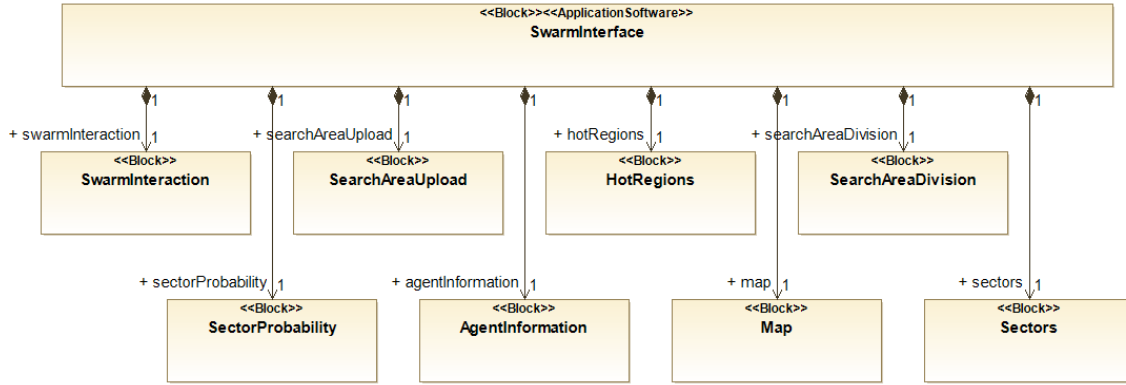 <<Block>><<ApplicationSoftware>>
SwarmInterface
1 1 1 1 1 1 1 1
+ swarmInteraction 1
+ searchAreaUpload 1
+ hotRegions 1
+ searchAreaDivision 1
<<Block>>
SwarmInteraction
<<Block>>
SearchAreaUpload
<<Block>>
HotRegions
<<Block>>
SearchAreaDivision
+ sectorProbability 1
+ agentInformation 1
+ map 1
+ sectors 1
<<Block>>
SectorProbability
<<Block>>
AgentInformation
<<Block>>
Map
<<Block>>
Sectors